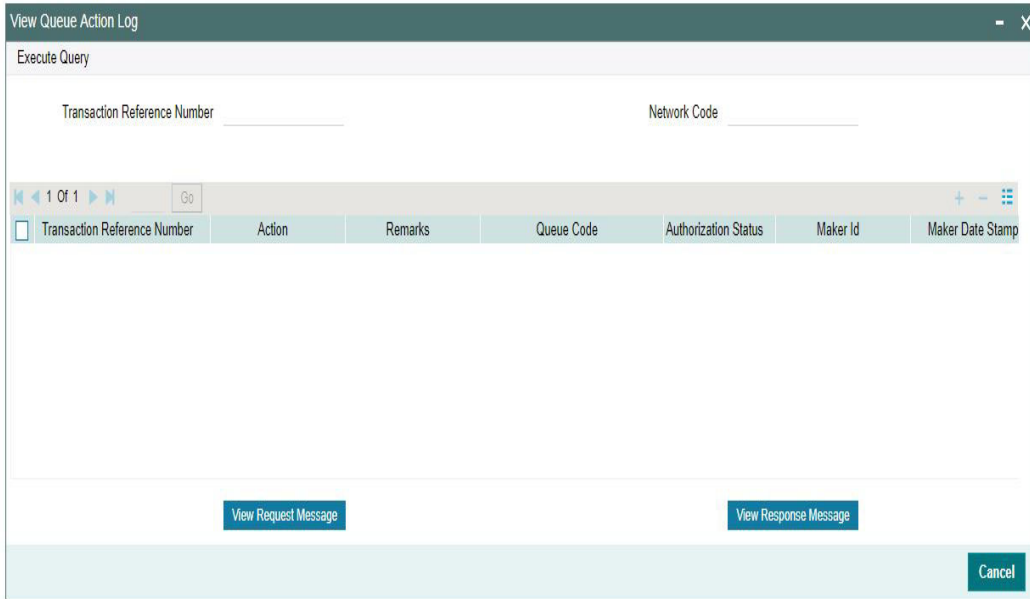 View Queue Action Log
Execute Query
Transaction Reference Number Network Code
1 Of 1 Go
Transaction Reference Number Action Remarks Queue Code Authorization Status Maker Id Maker Date Stamp
View Request Message View Response Message
Cancel